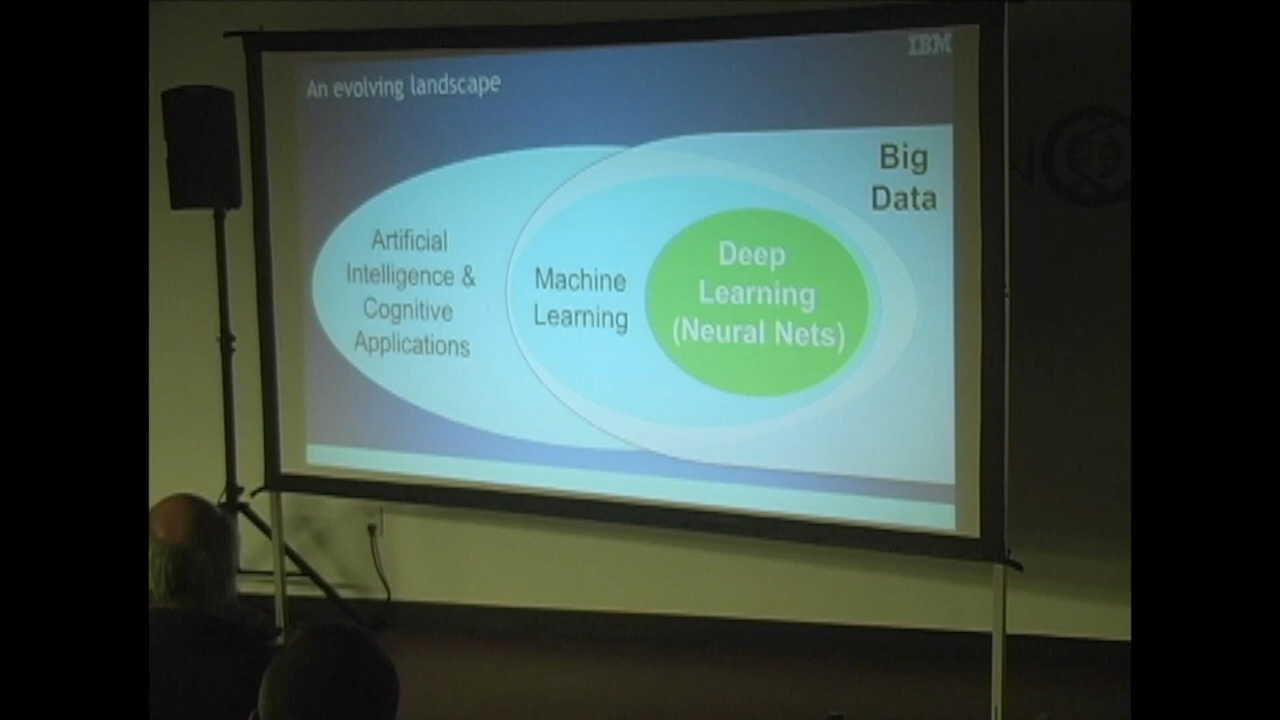 IBM
An evolving landscape
Big
Data
Artificial
Intelligence &
Cognitive
Applications
Machine
Learning
Deep
Learning
(Neural Nets)